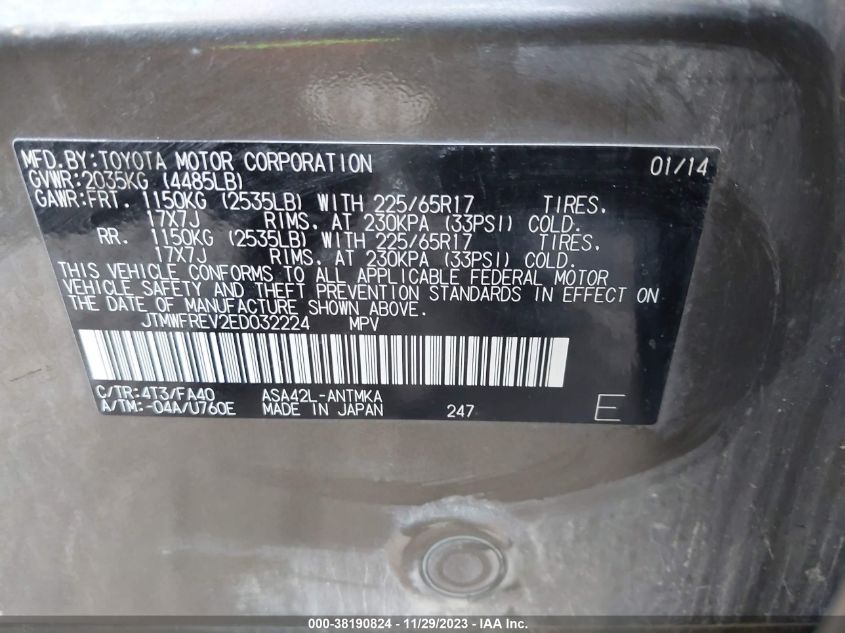 MFD.BY:TOYOTA MOTOR CORPORATION 01/14
GVWR:2035KG (4485LB)
GAWR:FRT. 1150KG (2535LB) WITH 225/65R17 TIRES,
17X7J RIMS. AT 230KPA (33PSI) COLD.
RR. 1150KG (2535LB) WITH 225/65R17 TIRES,
17X7J RIMS. AT 230KPA (33PSI) COLD.
THIS VEHICLE CONFORMS TO ALL APPLICABLE FEDERAL MOTOR
VEHICLE SAFETY AND THEFT PREVENTION STANDARDS IN EFFECT ON
THE DATE OF MANUFACTURE SHOWN ABOVE.
JTMWFREV2ED032224 MPV
C/TR:4T3/FA40 ASA42L-ANTMKA
A/TM:-04A/U760E MADE IN JAPAN 247 E
000-38190824 - 11/29/2023 - IAA Inc.